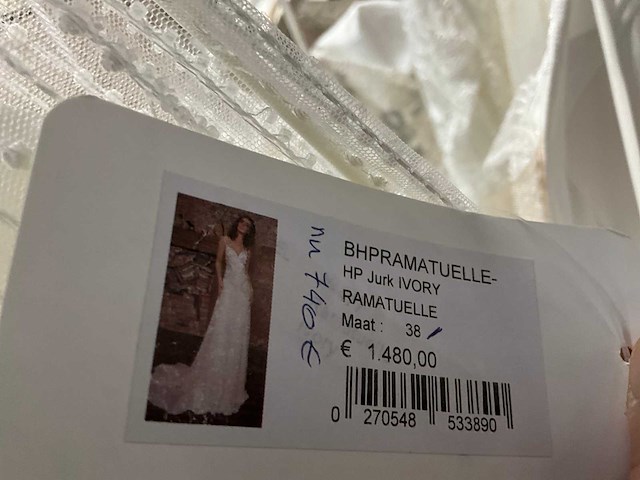 nu 740 €
BHPRAMATUELLE-
HP Jurk IVORY
RAMATUELLE
Maat : 38
€ 1.480,00
0 270548 533890